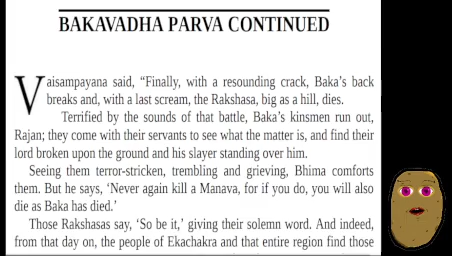 BAKAVADHA PARVA CONTINUED
Vaisampayana said, “Finally, with a resounding crack, Baka’s back
breaks and, with a last scream, the Rakshasa, big as a hill, dies.
Terrified by the sounds of that battle, Baka’s kinsmen run out,
Rajan; they come with their servants to see what the matter is, and find their
lord broken upon the ground and his slayer standing over him.
Seeing them terror-stricken, trembling and grieving, Bhima comforts
them. But he says, ‘Never again kill a Manava, for if you do, you will also
die as Baka has died.’
Those Rakshasas say, ‘So be it,’ giving their solemn word. And indeed,
from that day on, the people of Ekachakra and that entire region find those